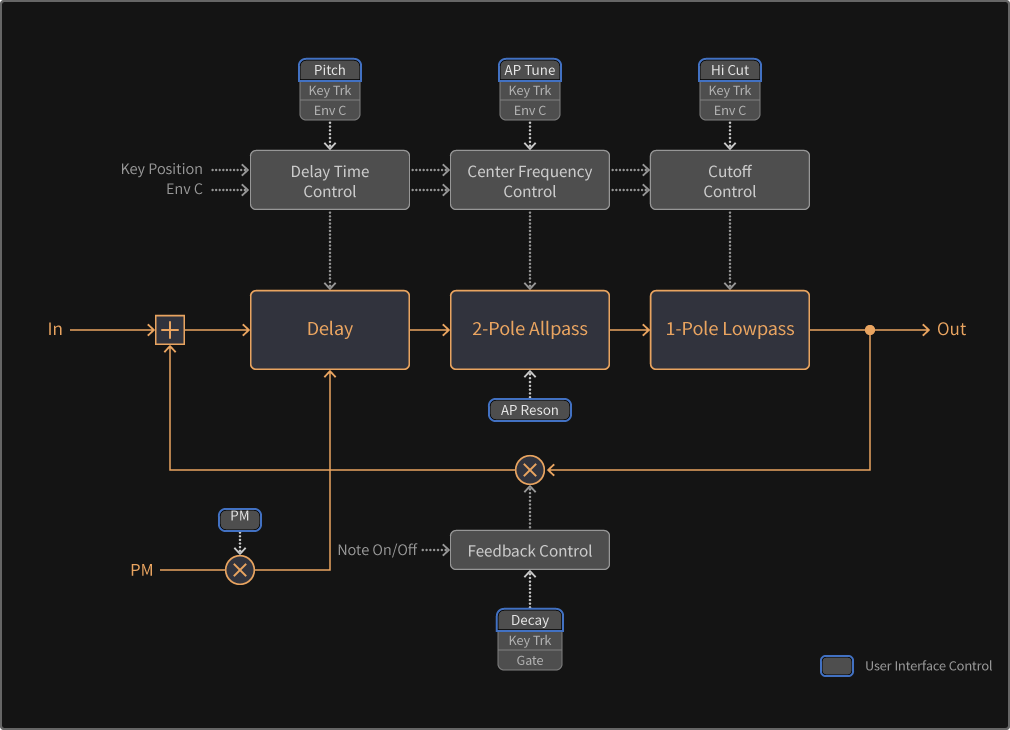 Pitch
Key Trk
Env C
AP Tune
Key Trk
Env C
Hi Cut
Key Trk
Env C
Key Position
Env C
Delay Time
Control
Center Frequency
Control
Cutoff
Control
In
Delay
2-Pole Allpass
1-Pole Lowpass
Out
AP Reson
PM
PM
Note On/Off
Feedback Control
Decay
Key Trk
Gate
User Interface Control